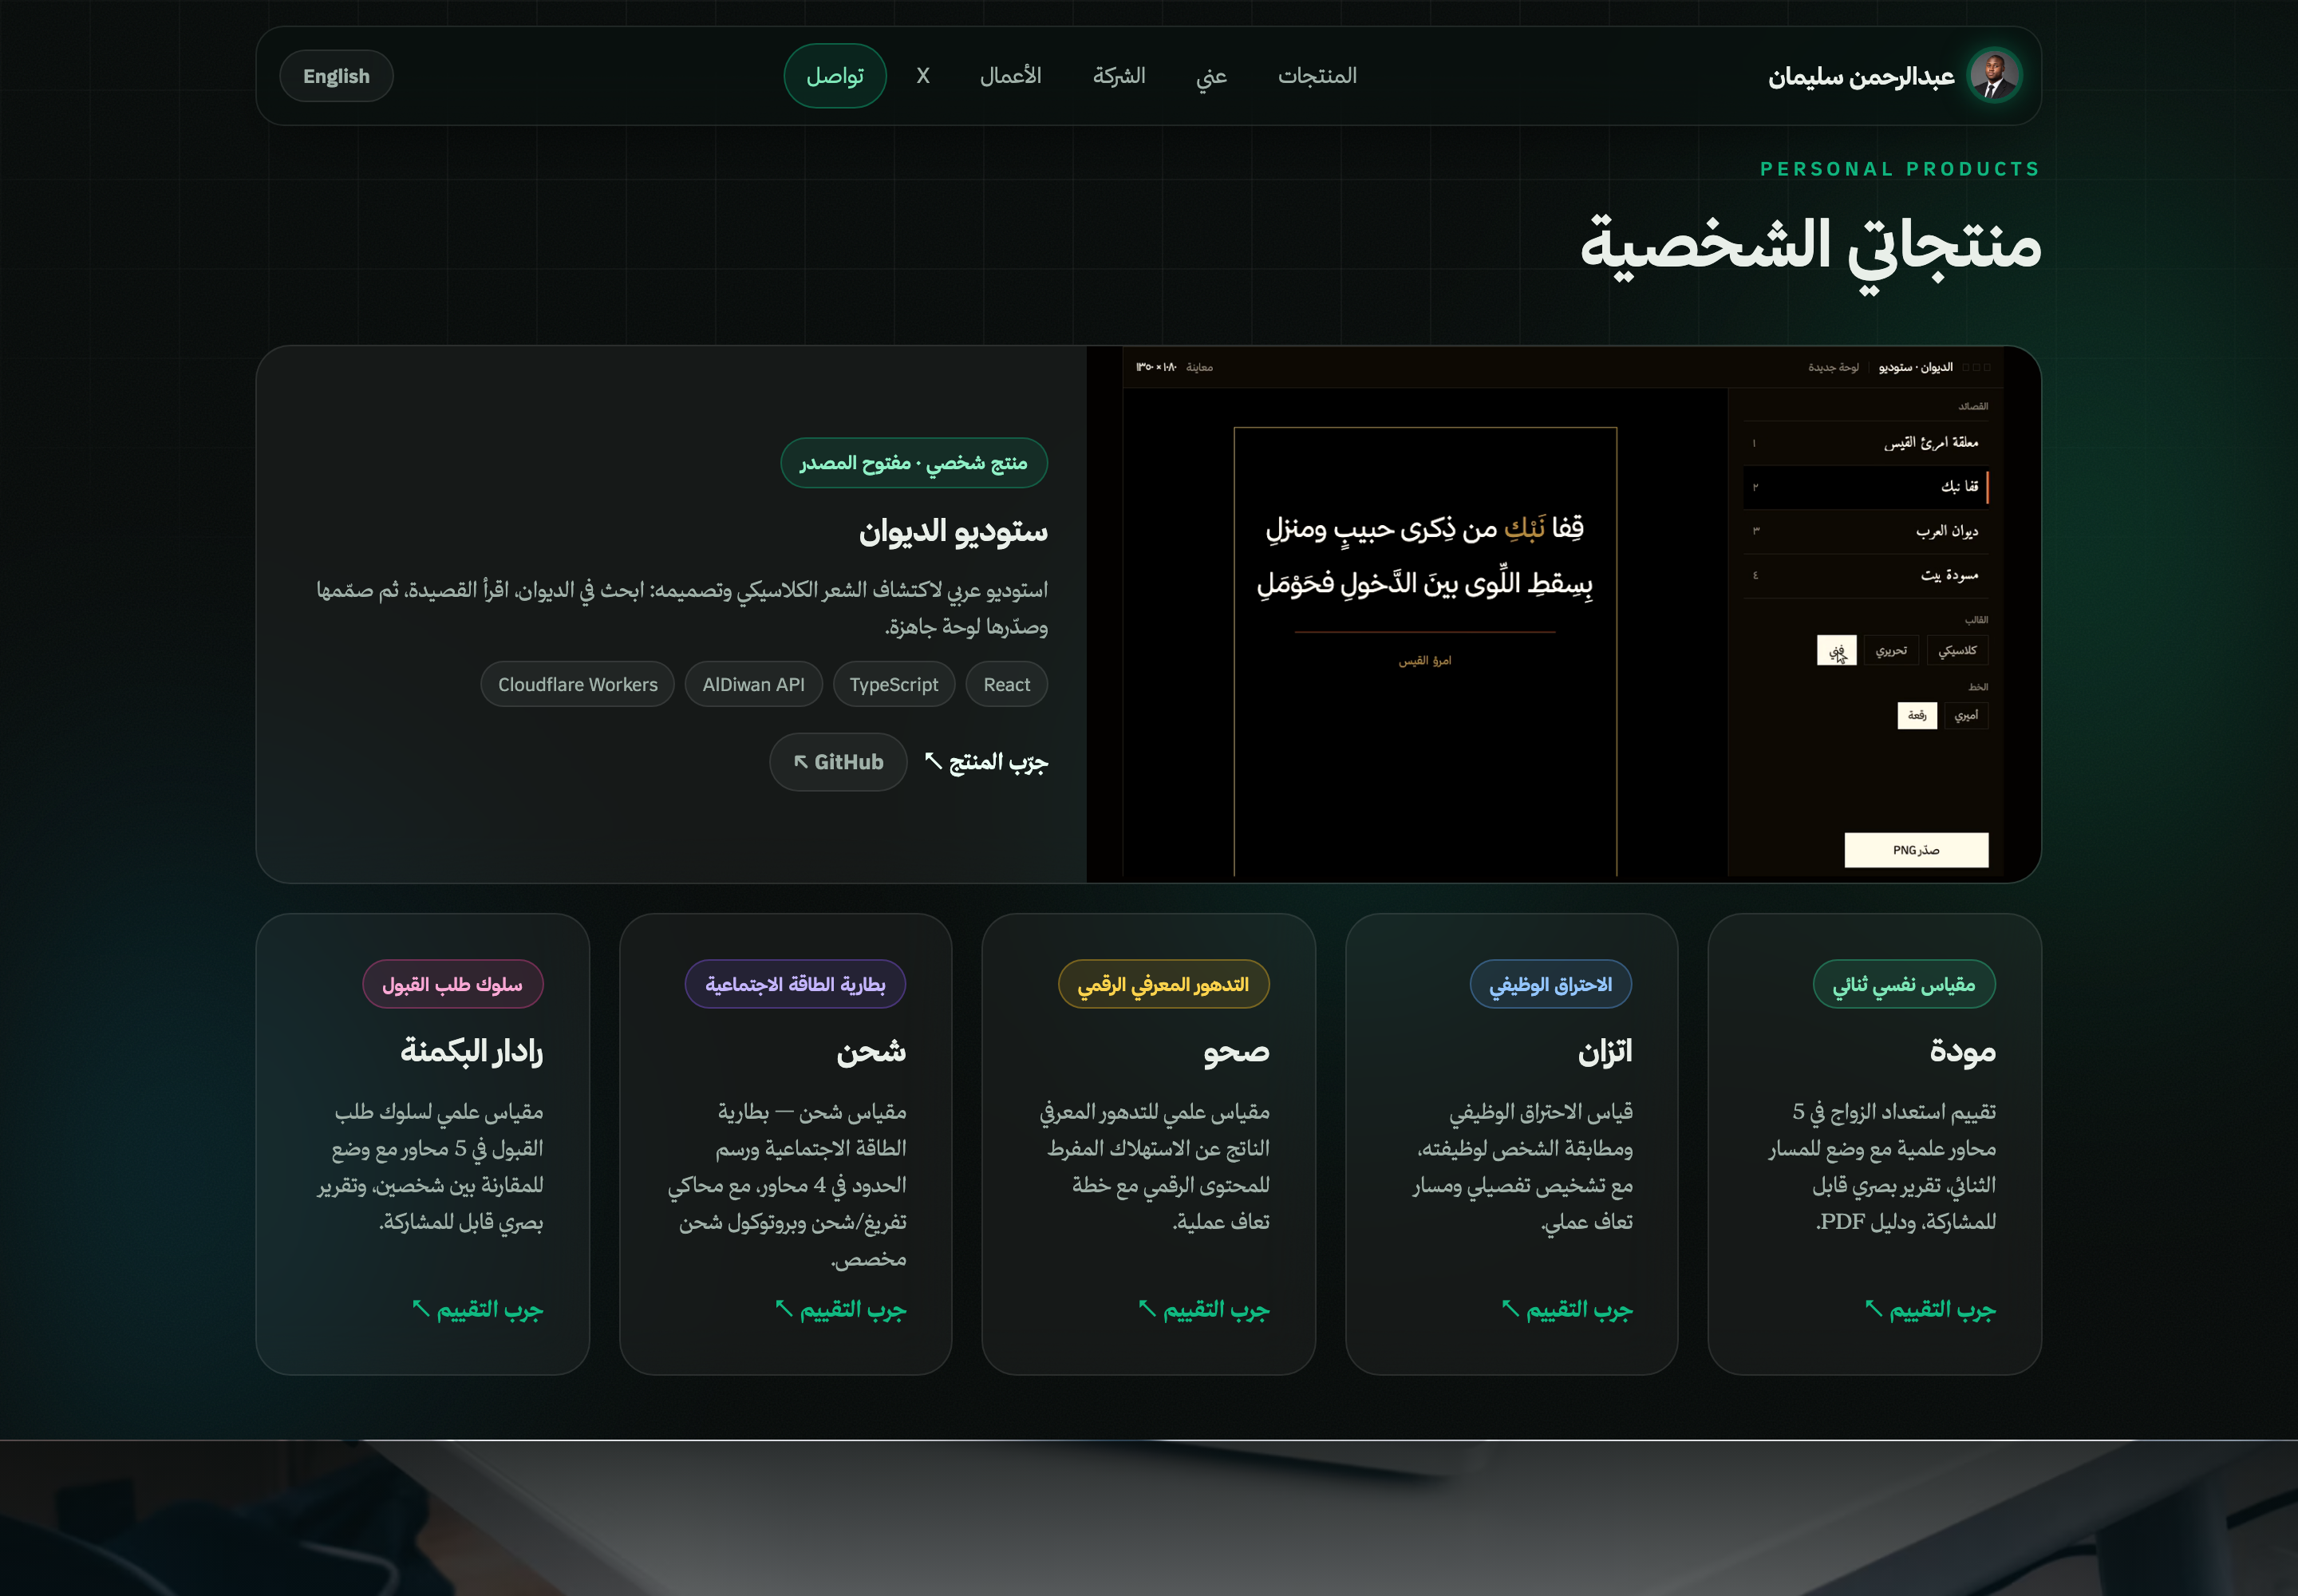 عبدالرحمن سليمان
المنتجات
عني
الشركة
الأعمال
X
تواصل
English
PERSONAL PRODUCTS
منتجاتي الشخصية
الديوان · ستوديو
لوحة جديدة
معاينة
١٠٨٠ × ١٣٥٠
القصائد
معلقة امرئ القيس ١
قفا نبك ٢
ديوان العرب ٣
مسودة بيت ٤
القالب
كلاسيكي
تحريري
فني
الخط
أميري
رقعة
صدّر PNG
قِفا نَبْكِ من ذِكرى حبيبٍ ومنزلِ
بِسِقطِ اللِّوى بينَ الدَّخولِ فحَوْمَلِ
امرؤ القيس
منتج شخصي · مفتوح المصدر
ستوديو الديوان
استوديو عربي لاكتشاف الشعر الكلاسيكي وتصميمه: ابحث في الديوان، اقرأ القصيدة، ثم صمّمها
وصدّرها لوحة جاهزة.
React
TypeScript
AlDiwan API
Cloudflare Workers
جرّب المنتج ↖
GitHub ↖
مقياس نفسي ثنائي
مودة
تقييم استعداد الزواج في 5
محاور علمية مع وضع للمسار
الثنائي، تقرير بصري قابل
للمشاركة، ودليل PDF.
جرب التقييم ↖
الاحتراق الوظيفي
اتزان
قياس الاحتراق الوظيفي
ومطابقة الشخص لوظيفته،
مع تشخيص تفصيلي ومسار
تعاف عملي.
جرب التقييم ↖
التدهور المعرفي الرقمي
صحو
مقياس علمي للتدهور المعرفي
الناتج عن الاستهلاك المفرط
للمحتوى الرقمي مع خطة
تعاف عملية.
جرب التقييم ↖
بطارية الطاقة الاجتماعية
شحن
مقياس شحن — بطارية
الطاقة الاجتماعية ورسم
الحدود في 4 محاور، مع محاكي
تفريغ/شحن وبروتوكول شحن
مخصص.
جرب التقييم ↖
سلوك طلب القبول
رادار البكمنة
مقياس علمي لسلوك طلب
القبول في 5 محاور مع وضع
للمقارنة بين شخصين، وتقرير
بصري قابل للمشاركة.
جرب التقييم ↖